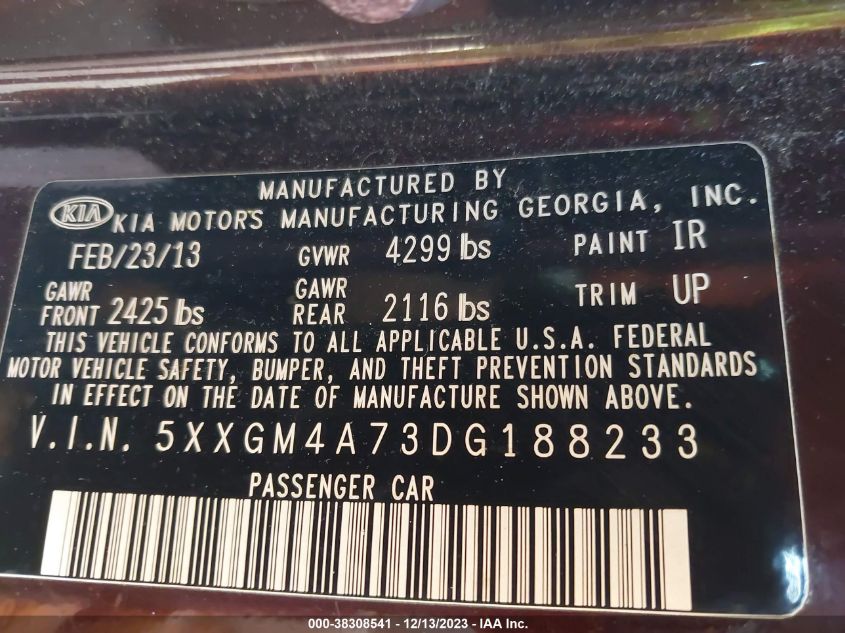 MANUFACTURED BY
KIA KIA MOTORS MANUFACTURING GEORGIA, INC.
FEB/23/13 GVWR 4299 lbs PAINT IR
GAWR FRONT 2425 lbs GAWR REAR 2116 lbs TRIM UP
THIS VEHICLE CONFORMS TO ALL APPLICABLE U.S.A. FEDERAL
MOTOR VEHICLE SAFETY, BUMPER, AND THEFT PREVENTION STANDARDS
IN EFFECT ON THE DATE OF MANUFACTURE SHOWN ABOVE.
V.I.N. 5XXGM4A73DG188233
PASSENGER CAR
000-38308541 - 12/13/2023 - IAA Inc.